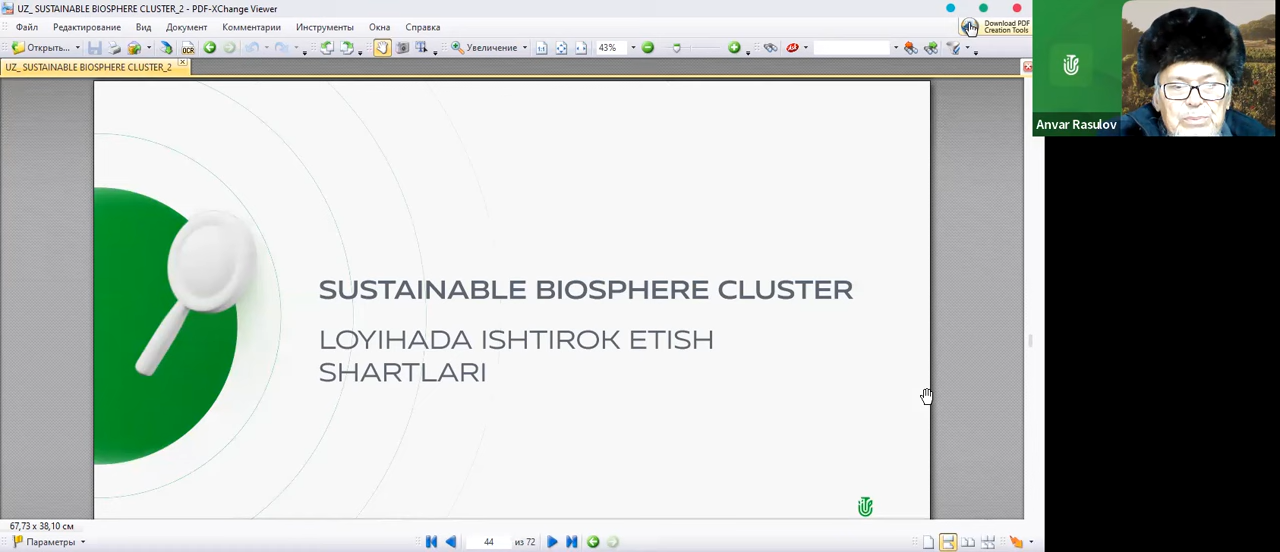 UZ_ SUSTAINABLE BIOSPHERE CLUSTER_2 - PDF-XChange Viewer
Файл Редактирование Вид Документ Комментарии Инструменты Окна Справка
Download PDF
Creation Tools
Открыть... OCR Увеличение 43%
UZ_ SUSTAINABLE BIOSPHERE CLUSTER_2
Anvar Rasulov
SUSTAINABLE BIOSPHERE CLUSTER
LOYIHADA ISHTIROK ETISH
SHARTLARI
67,73 x 38,10 см
Параметры 44 из 72